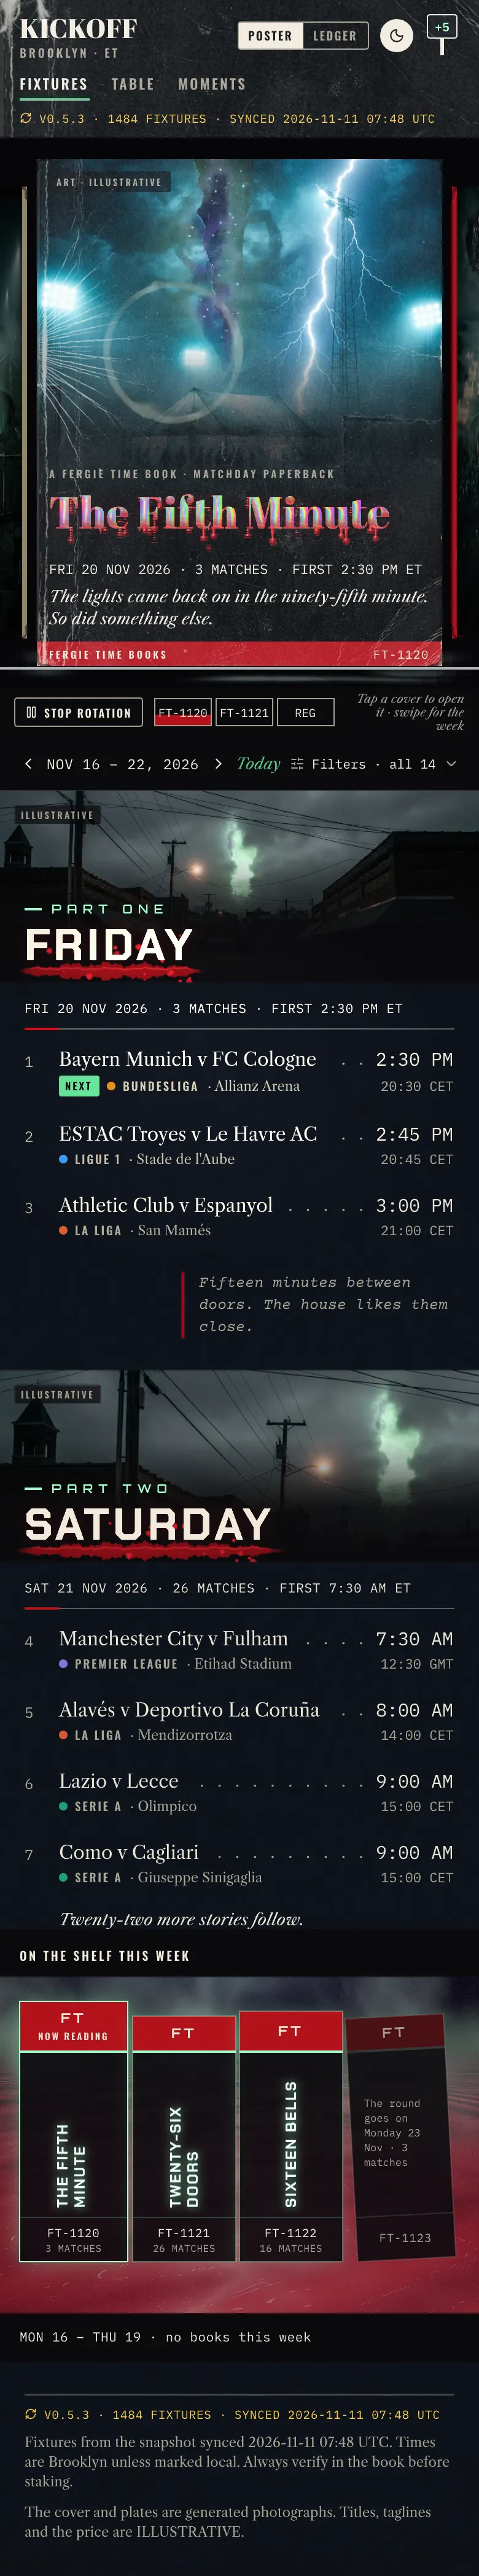 KICKOFF
BROOKLYN · ET
POSTER
LEDGER
+5
FIXTURES
TABLE
MOMENTS
V0.5.3 · 1484 FIXTURES · SYNCED 2026-11-11 07:48 UTC
ART · ILLUSTRATIVE
A FERGIE TIME BOOK · MATCHDAY PAPERBACK
The Fifth Minute
FRI 20 NOV 2026 · 3 MATCHES · FIRST 2:30 PM ET
The lights came back on in the ninety-fifth minute.
So did something else.
FERGIE TIME BOOKS
FT-1120
STOP ROTATION
FT-1120
FT-1121
REG
Tap a cover to open
it · swipe for the
week
NOV 16 – 22, 2026
Today
Filters · all 14
ILLUSTRATIVE
PART ONE
FRIDAY
FRI 20 NOV 2026 · 3 MATCHES · FIRST 2:30 PM ET
1 Bayern Munich v FC Cologne . . 2:30 PM
NEXT BUNDESLIGA · Allianz Arena 20:30 CET
2 ESTAC Troyes v Le Havre AC . . 2:45 PM
LIGUE 1 · Stade de l'Aube 20:45 CET
3 Athletic Club v Espanyol . . . . . 3:00 PM
LA LIGA · San Mamés 21:00 CET
Fifteen minutes between
doors. The house likes them
close.
ILLUSTRATIVE
PART TWO
SATURDAY
SAT 21 NOV 2026 · 26 MATCHES · FIRST 7:30 AM ET
4 Manchester City v Fulham . . . . 7:30 AM
PREMIER LEAGUE · Etihad Stadium 12:30 GMT
5 Alavés v Deportivo La Coruña . . 8:00 AM
LA LIGA · Mendizorrotza 14:00 CET
6 Lazio v Lecce . . . . . . . . . . 9:00 AM
SERIE A · Olimpico 15:00 CET
7 Como v Cagliari . . . . . . . . . 9:00 AM
SERIE A · Giuseppe Sinigaglia 15:00 CET
Twenty-two more stories follow.
ON THE SHELF THIS WEEK
FT
NOW READING
THE FIFTH
MINUTE
FT-1120
3 MATCHES
FT
TWENTY-SIX
DOORS
FT-1121
26 MATCHES
FT
SIXTEEN BELLS
FT-1122
16 MATCHES
FT
The round
goes on
Monday 23
Nov · 3
matches
FT-1123
MON 16 – THU 19 · no books this week
V0.5.3 · 1484 FIXTURES · SYNCED 2026-11-11 07:48 UTC
Fixtures from the snapshot synced 2026-11-11 07:48 UTC. Times
are Brooklyn unless marked local. Always verify in the book before
staking.
The cover and plates are generated photographs. Titles, taglines
and the price are ILLUSTRATIVE.